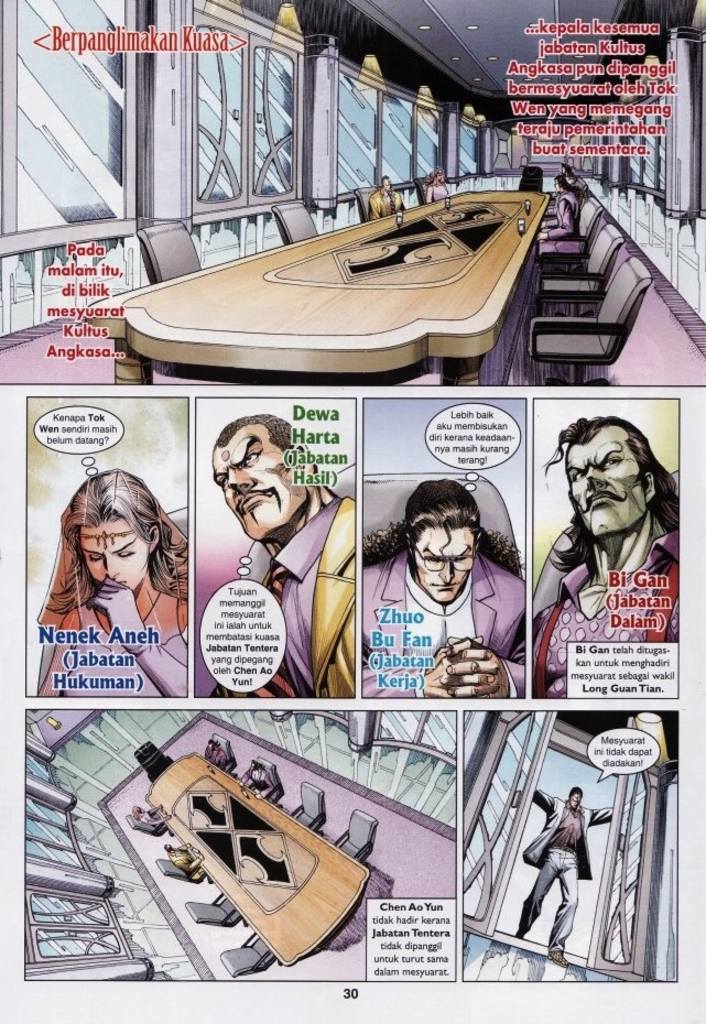 <Berpanglimakan Kuasa>
...kepala kesemua
jabatan Kultus
Angkasa pun dipanggil
bermesyuarat oleh Tok
Wen yang memegang
teraju pemerintahan
buat sementara.
Pada
malam itu,
di bilik
mesyuarat
Kultus
Angkasa...
Kenapa Tok
Wen sendiri masih
belum datang?
Nenek Aneh
(Jabatan
Hukuman)
Dewa
Harta
(Jabatan
Hasil)
Tujuan
memanggil
mesyuarat
ini ialah untuk
membatasi kuasa
Jabatan Tentera
yang dipegang
oleh Chen Ao
Yun!
Lebih baik
aku membisukan
diri kerana keadaan-
nya masih kurang
terang!
Zhuo
Bu Fan
(Jabatan
Kerja)
Bi Gan
(Jabatan
Dalam)
Bi Gan telah ditugas-
kan untuk menghadiri
mesyuarat sebagai wakil
Long Guan Tian.
Chen Ao Yun
tidak hadir kerana
Jabatan Tentera
tidak dipanggil
untuk turut sama
dalam mesyuarat.
Mesyuarat
ini tidak dapat
diadakan!
30